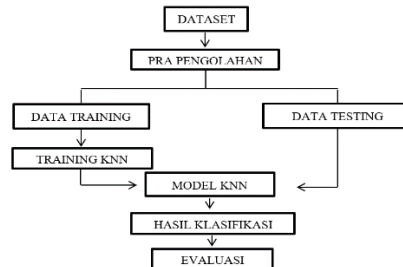 DATASET
PRA PENGOLAHAN
DATA TRAINING
DATA TESTING
TRAINING KNN
MODEL KNN
HASIL KLASIFIKASI
EVALUASI